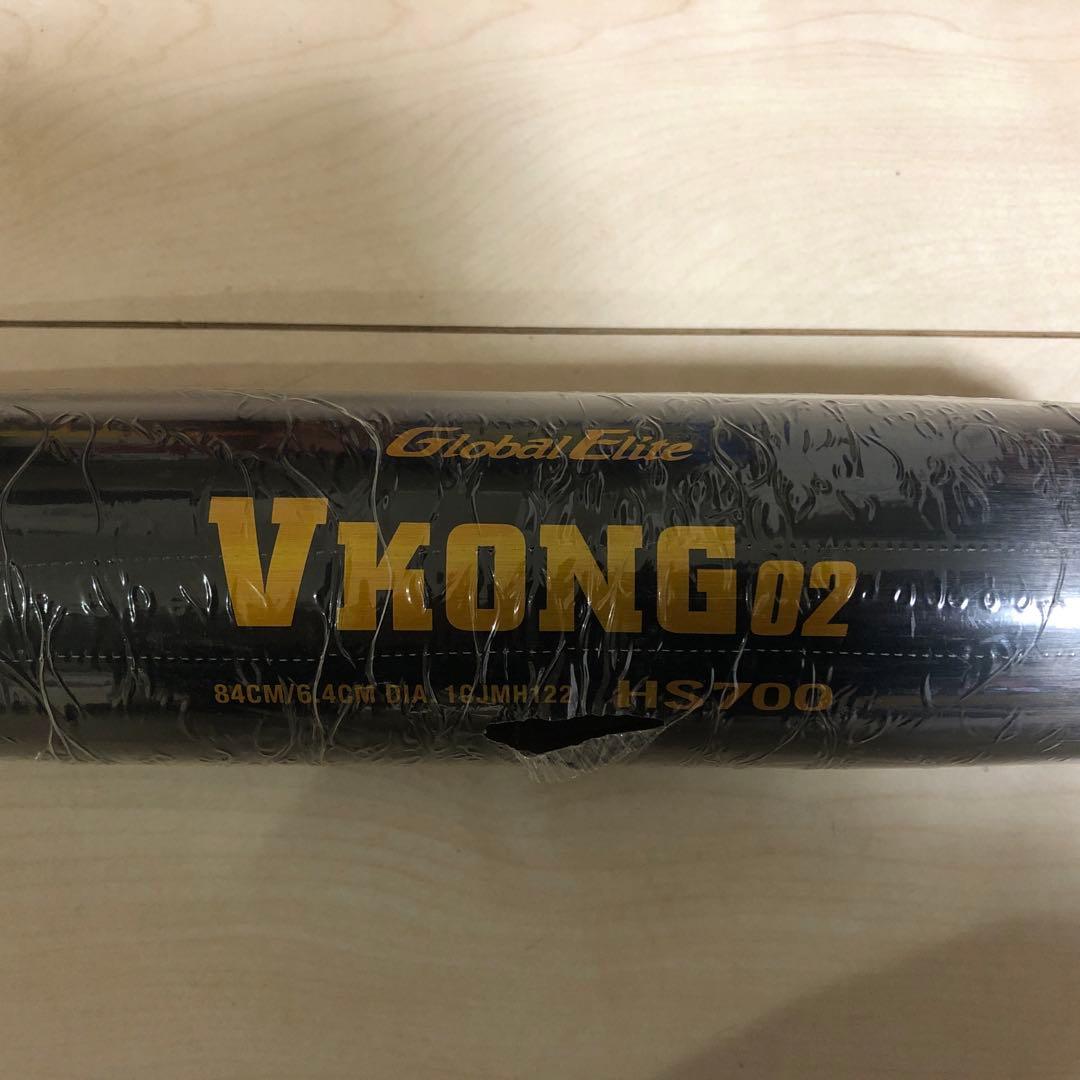 Global Elite
VKONG02
84CM/6.4CM DIA. 1CJMH122 HS700